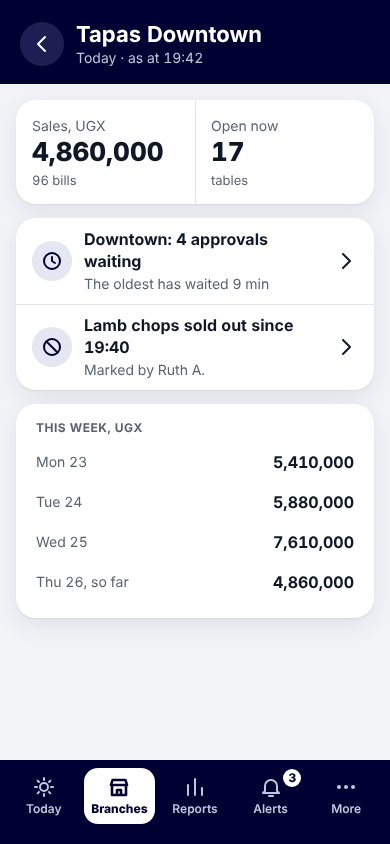 Tapas Downtown
Today · as at 19:42
Sales, UGX
4,860,000
96 bills
Open now
17
tables
Downtown: 4 approvals
waiting
The oldest has waited 9 min
Lamb chops sold out since
19:40
Marked by Ruth A.
THIS WEEK, UGX
Mon 23 5,410,000
Tue 24 5,880,000
Wed 25 7,610,000
Thu 26, so far 4,860,000
3
Today Branches Reports Alerts More